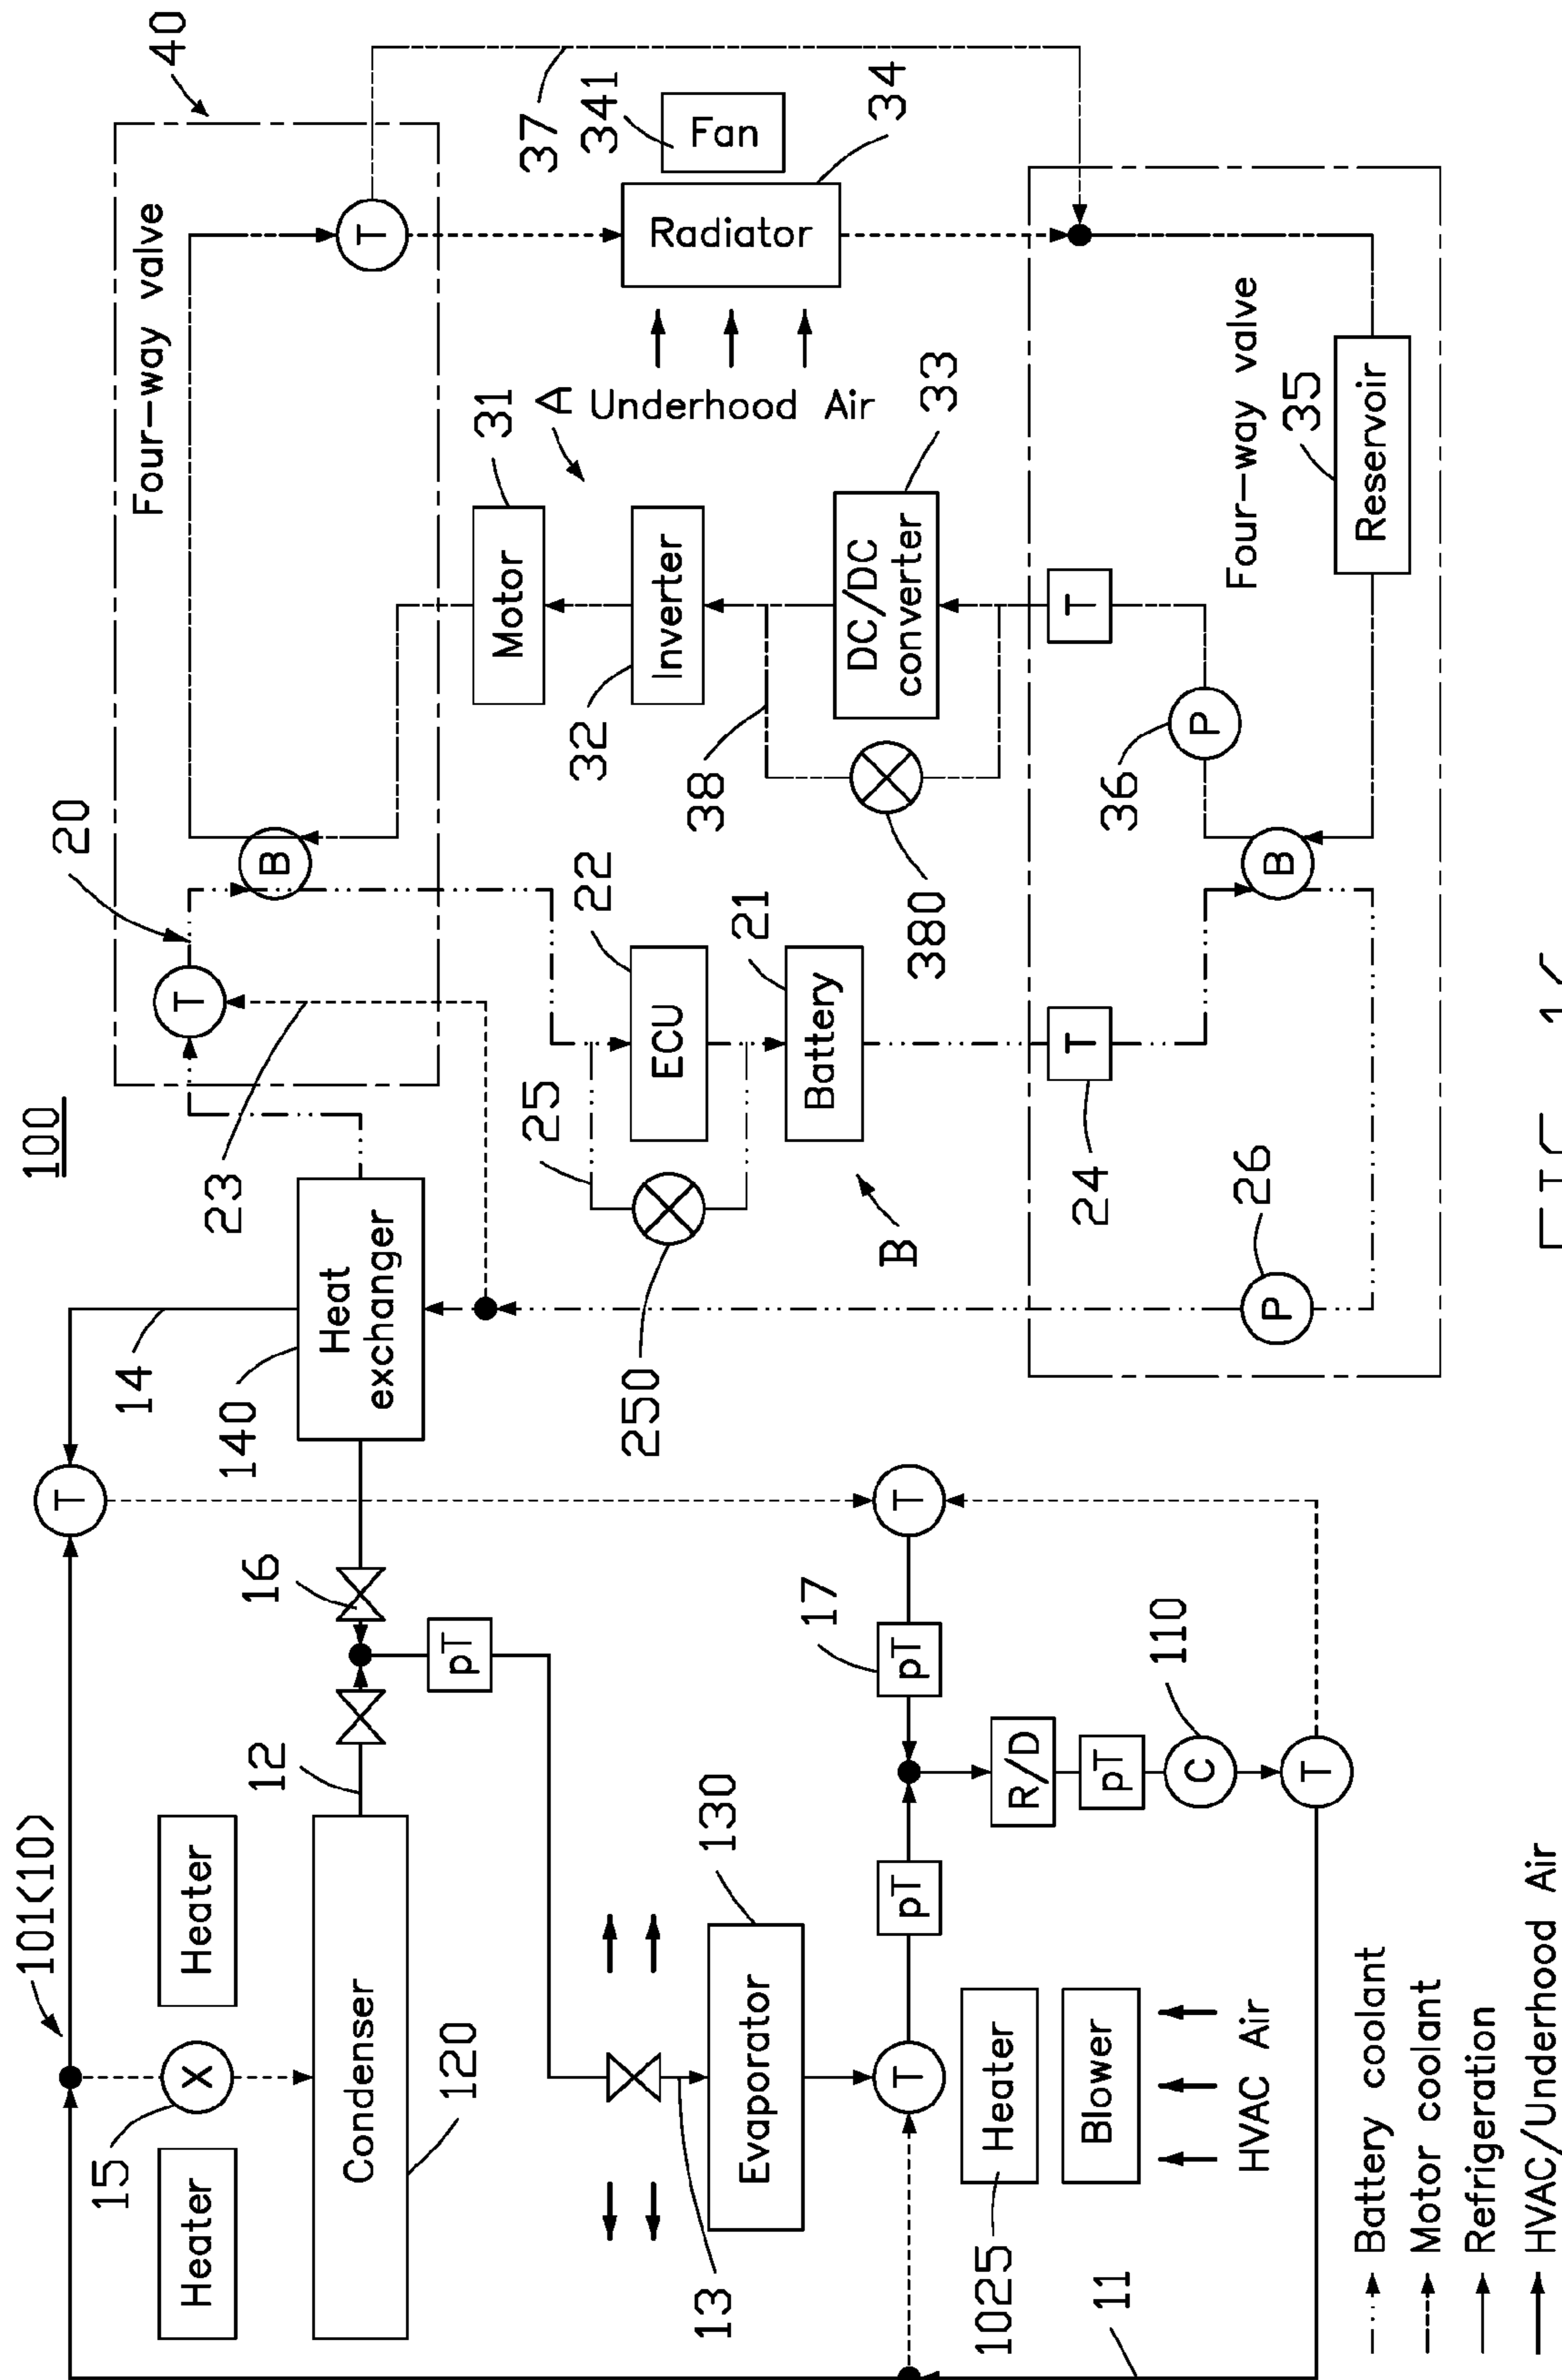 100
101(10)
20
40
Four-way valve
T
B
T
T
14
23
37
Heater
15
X
Heater
Condenser
120
12
16
140
Heat
exchanger
pT
25
250
ECU
22
Battery
21
B
24
T
Motor
31
A
Inverter
32
38
380
DC/DC
converter
33
Underhood Air
Radiator
34
Fan
341
13
Evaporator
130
T
pT
17
pT
T
R/D
pT
110
C
T
1025
Heater
Blower
HVAC Air
11
T
36
P
B
26
P
Four-way valve
35
Reservoir
Battery coolant
Motor coolant
Refrigeration
HVAC/Underhood Air